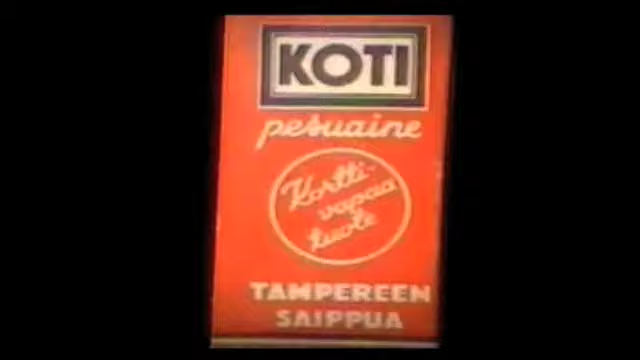 KOTI
pesuaine
Kortti-
vapaa
tuote
TAMPEREEN
SAIPPUA